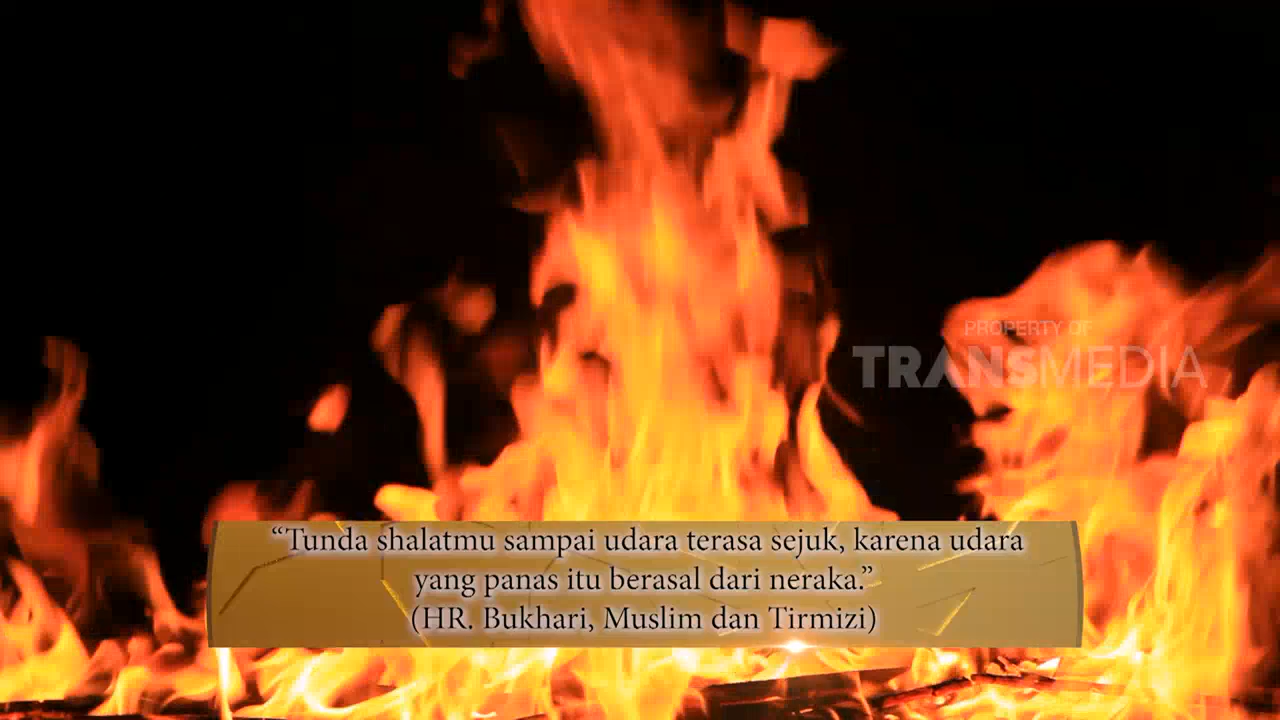 PROPERTY OF
TRANSMEDIA
“Tunda shalatmu sampai udara terasa sejuk, karena udara
yang panas itu berasal dari neraka.”
(HR. Bukhari, Muslim dan Tirmizi)